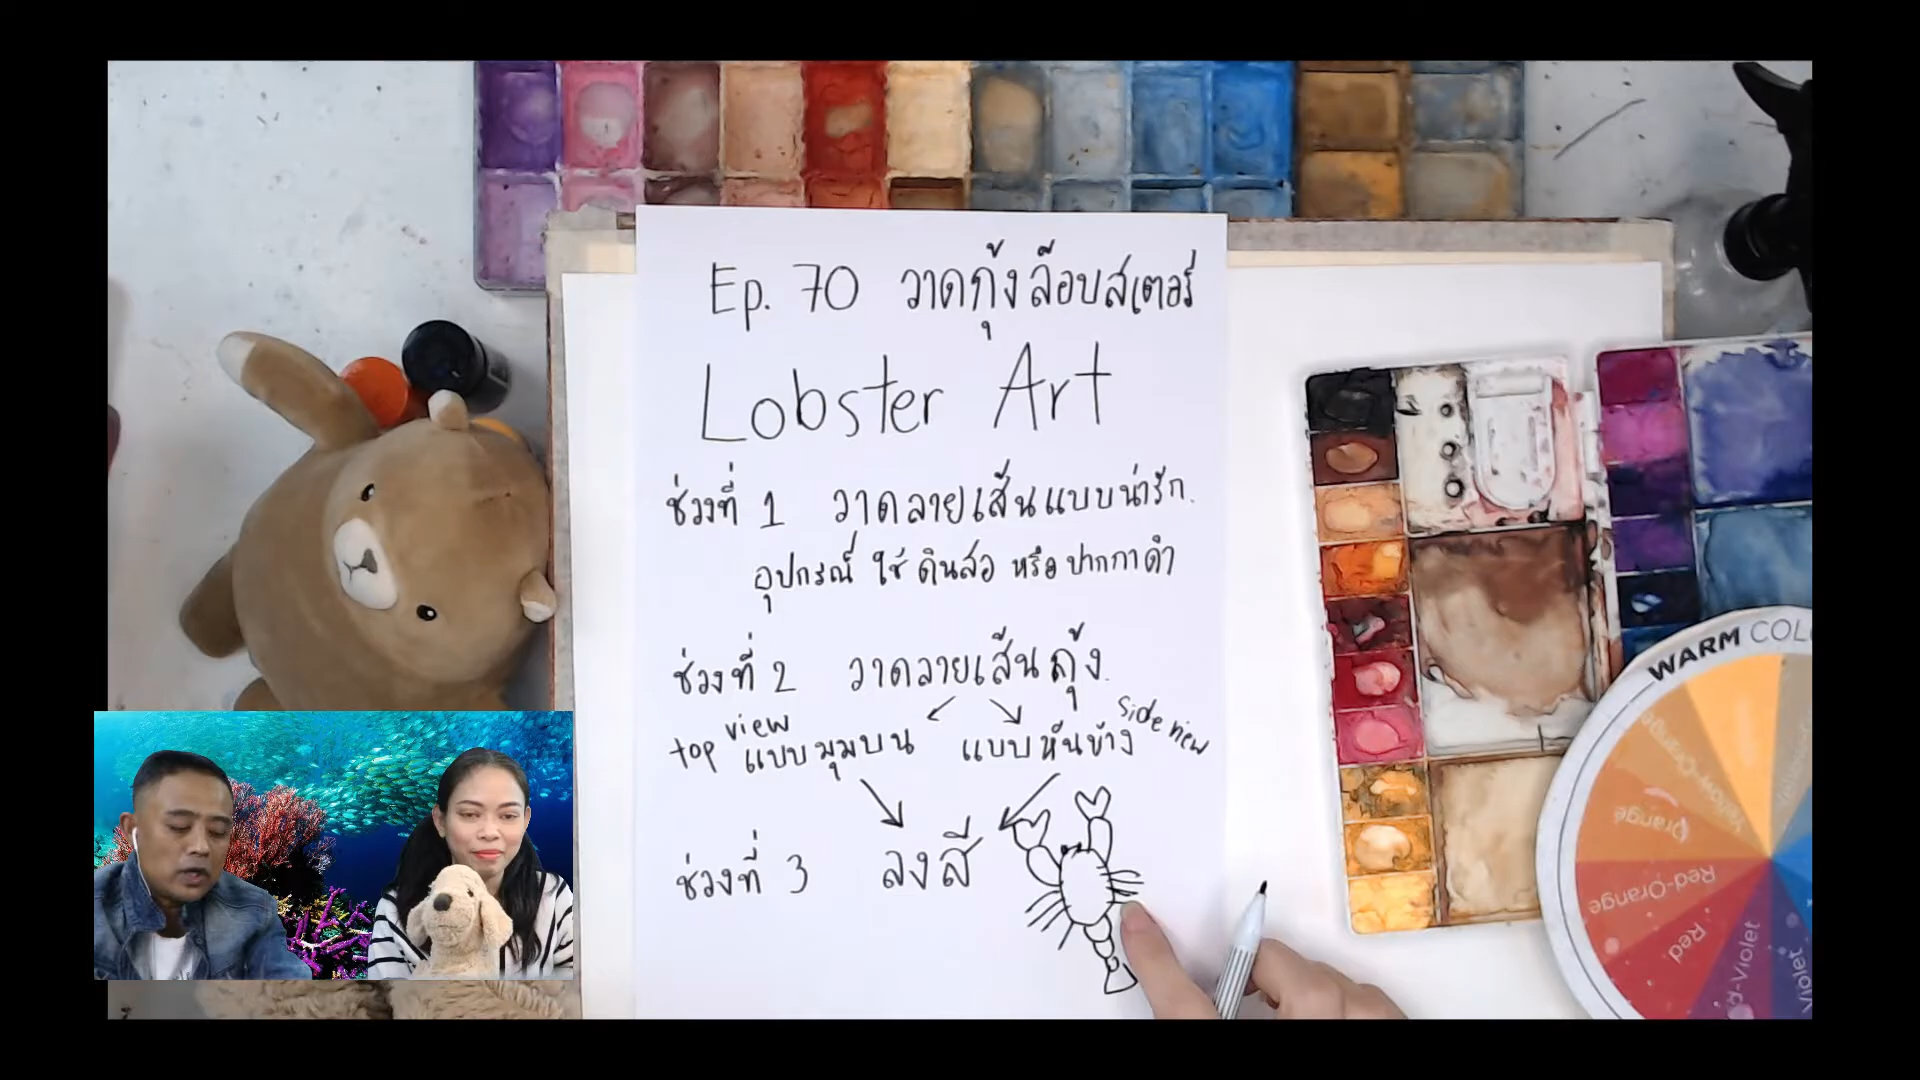 Ep. 70 วาดกุ้งล๊อบสเตอร์
Lobster Art
ช่วงที่ 1 วาดลายเส้นแบบน่ารัก.
อุปกรณ์ ใช้ ดินสอ หรือ ปากกาดำ
ช่วงที่ 2 วาดลายเส้นกุ้ง.
top view แบบมุมบน
แบบหันข้าง side view
ช่วงที่ 3 ลงสี
WARM COL
Yellow-Orange
Orange
Red-Orange
Red
d-Violet
Violet